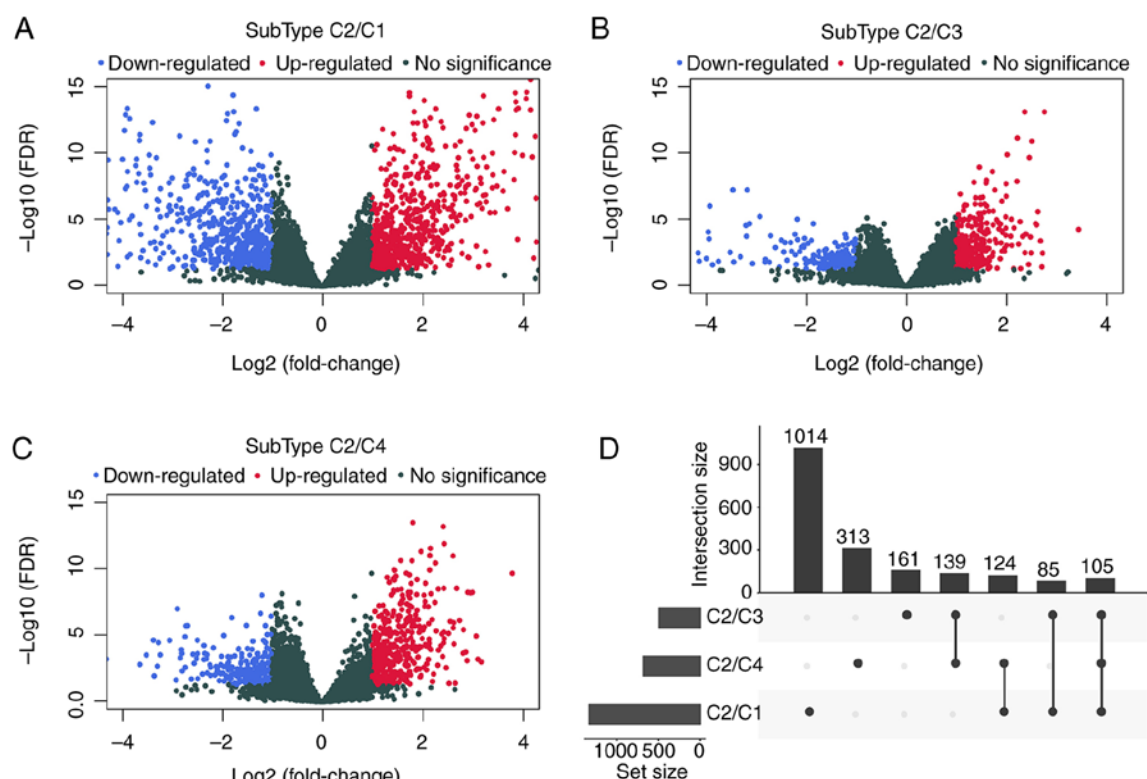 A
SubType C2/C1
Down-regulated Up-regulated No significance
15
10
5
0
−Log10 (FDR)
−4 −2 0 2 4
Log2 (fold-change)
B
SubType C2/C3
Down-regulated Up-regulated No significance
15
10
5
0
−Log10 (FDR)
−4 −2 0 2 4
Log2 (fold-change)
C
SubType C2/C4
Down-regulated Up-regulated No significance
15
10
5
0.0
−Log10 (FDR)
−4 −2 0 2 4
Log2 (fold-change)
D
Intersection size
900
600
300
0
1014 313 161 139 124 85 105
C2/C3
C2/C4
C2/C1
1000 500 0
Set size